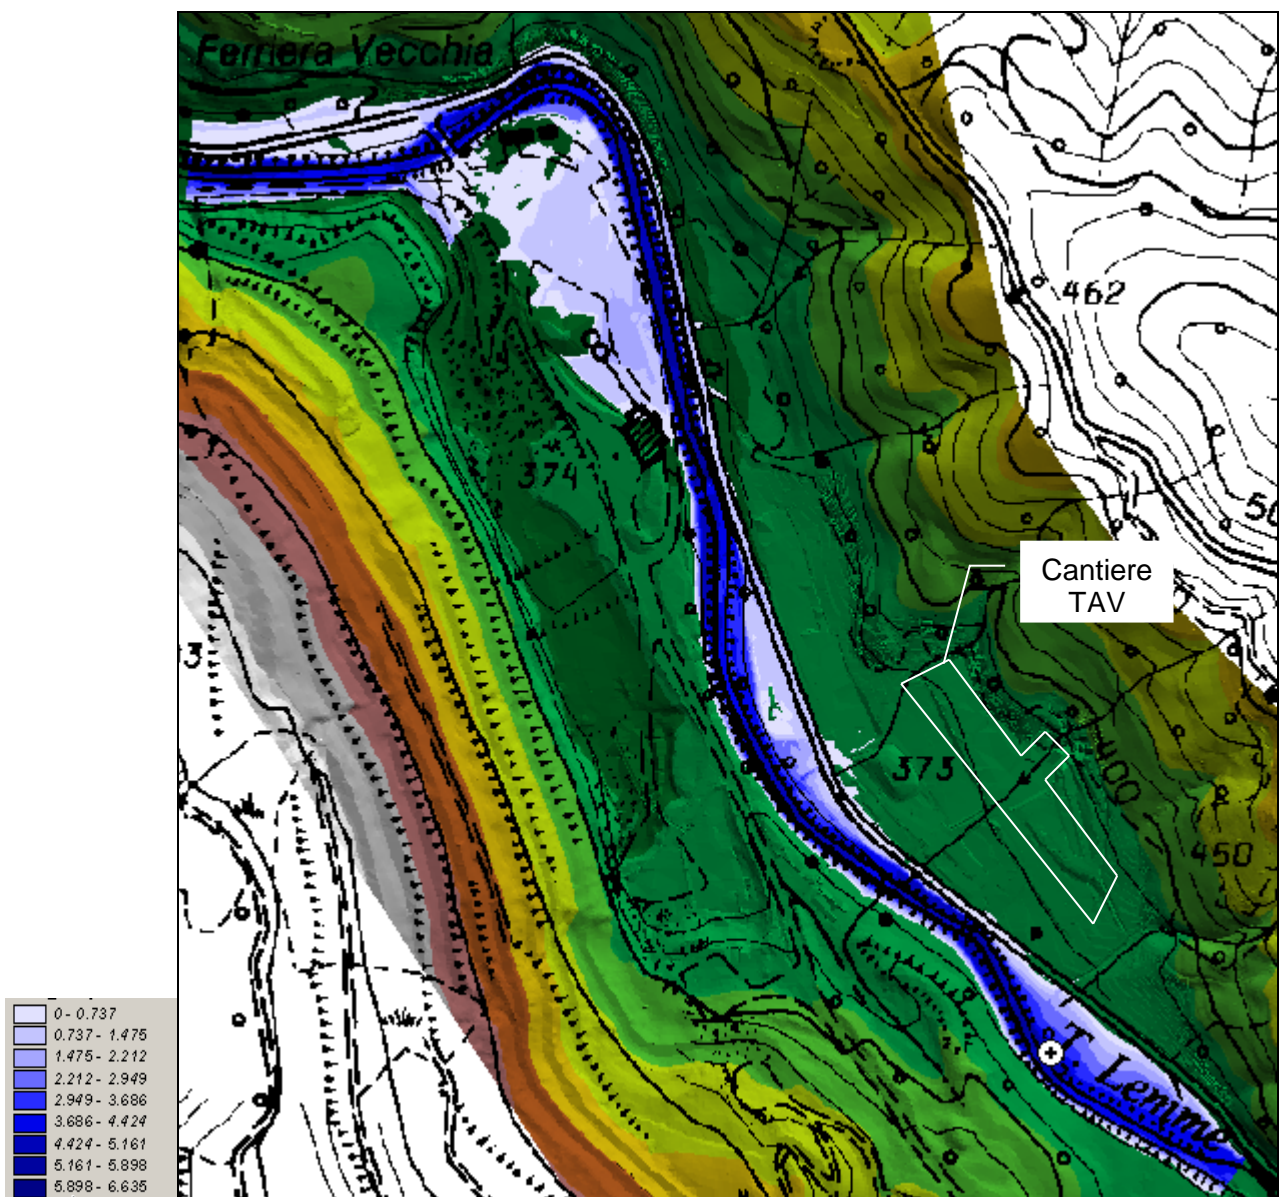 Ferriera Vecchia
462
374
Cantiere
TAV
373
400
450
T. Lemme
0 - 0.737
0.737 - 1.475
1.475 - 2.212
2.212 - 2.949
2.949 - 3.686
3.686 - 4.424
4.424 - 5.161
5.161 - 5.898
5.898 - 6.635